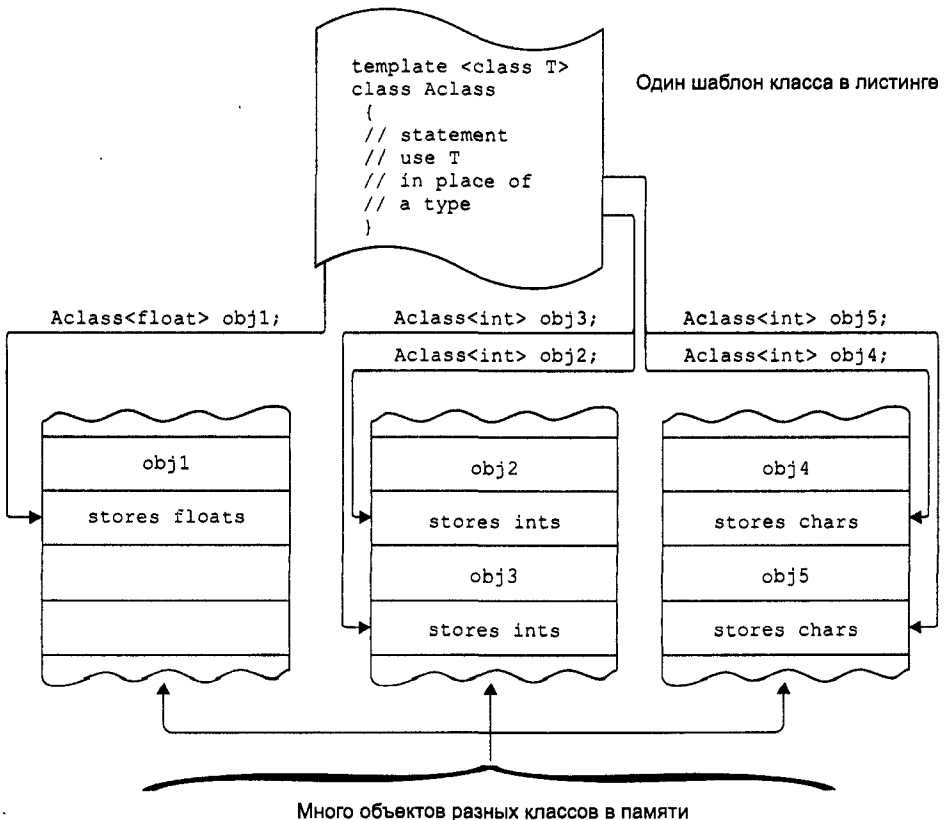 template <class T>
class Aclass
{
// statement
// use T
// in place of
// a type
}
Один шаблон класса в листинге
Aclass<float> obj1;
Aclass<int> obj3;
Aclass<int> obj5;
Aclass<int> obj2;
Aclass<int> obj4;
obj1
obj2
obj4
stores floats
stores ints
stores chars
obj3
obj5
stores ints
stores chars
Много объектов разных классов в памяти